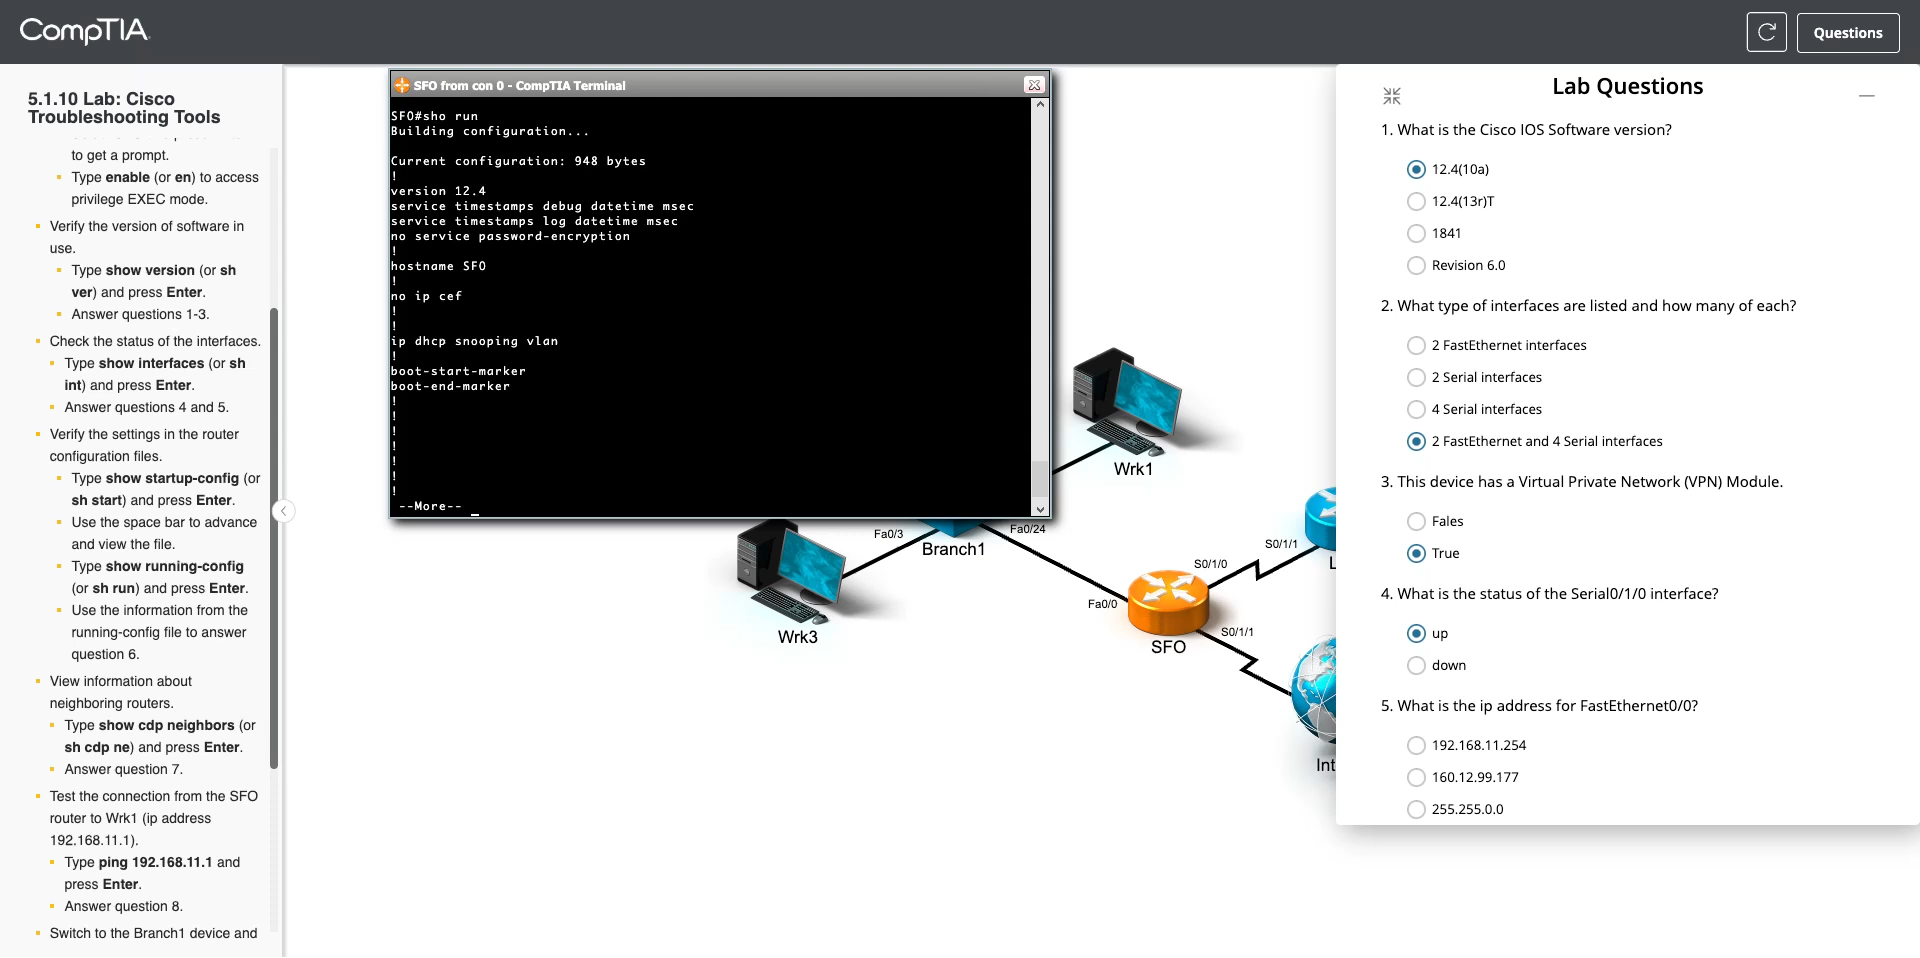 CompTIA.
Questions
5.1.10 Lab: Cisco
Troubleshooting Tools
to get a prompt.
Type enable (or en) to access
privilege EXEC mode.
Verify the version of software in
use.
Type show version (or sh
ver) and press Enter.
Answer questions 1-3.
Check the status of the interfaces.
Type show interfaces (or sh
int) and press Enter.
Answer questions 4 and 5.
Verify the settings in the router
configuration files.
Type show startup-config (or
sh start) and press Enter.
Use the space bar to advance
and view the file.
Type show running-config
(or sh run) and press Enter.
Use the information from the
running-config file to answer
question 6.
View information about
neighboring routers.
Type show cdp neighbors (or
sh cdp ne) and press Enter.
Answer question 7.
Test the connection from the SFO
router to Wrk1 (ip address
192.168.11.1).
Type ping 192.168.11.1 and
press Enter.
Answer question 8.
Switch to the Branch1 device and
SFO from con 0 - CompTIA Terminal
SFO#sho run
Building configuration...
Current configuration: 948 bytes
!
version 12.4
service timestamps debug datetime msec
service timestamps log datetime msec
no service password-encryption
!
hostname SFO
!
no ip cef
!
!
ip dhcp snooping vlan
!
boot-start-marker
boot-end-marker
!
!
!
!
!
!
!
--More--
Wrk1
Fa0/3
Fa0/24
Branch1
Wrk3
Fa0/0
S0/1/0
S0/1/1
L
SFO
S0/1/1
Int
Lab Questions
1. What is the Cisco IOS Software version?
12.4(10a)
12.4(13r)T
1841
Revision 6.0
2. What type of interfaces are listed and how many of each?
2 FastEthernet interfaces
2 Serial interfaces
4 Serial interfaces
2 FastEthernet and 4 Serial interfaces
3. This device has a Virtual Private Network (VPN) Module.
Fales
True
4. What is the status of the Serial0/1/0 interface?
up
down
5. What is the ip address for FastEthernet0/0?
192.168.11.254
160.12.99.177
255.255.0.0